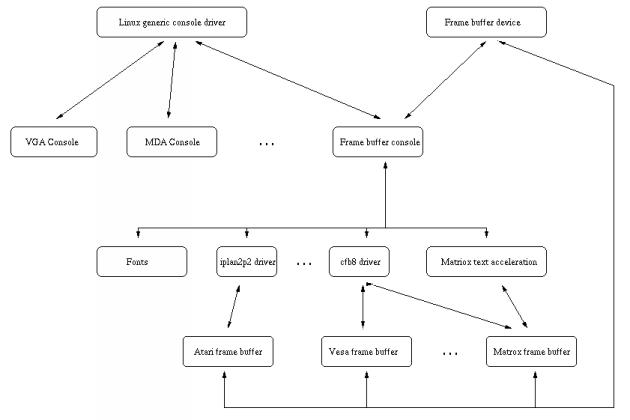 Linux generic console driver
Frame buffer device
VGA Console
MDA Console
...
Frame buffer console
Fonts
iplan2p2 driver
...
cfb8 driver
Matriox text acceleration
Atari frame buffer
Vesa frame buffer
...
Matrox frame buffer